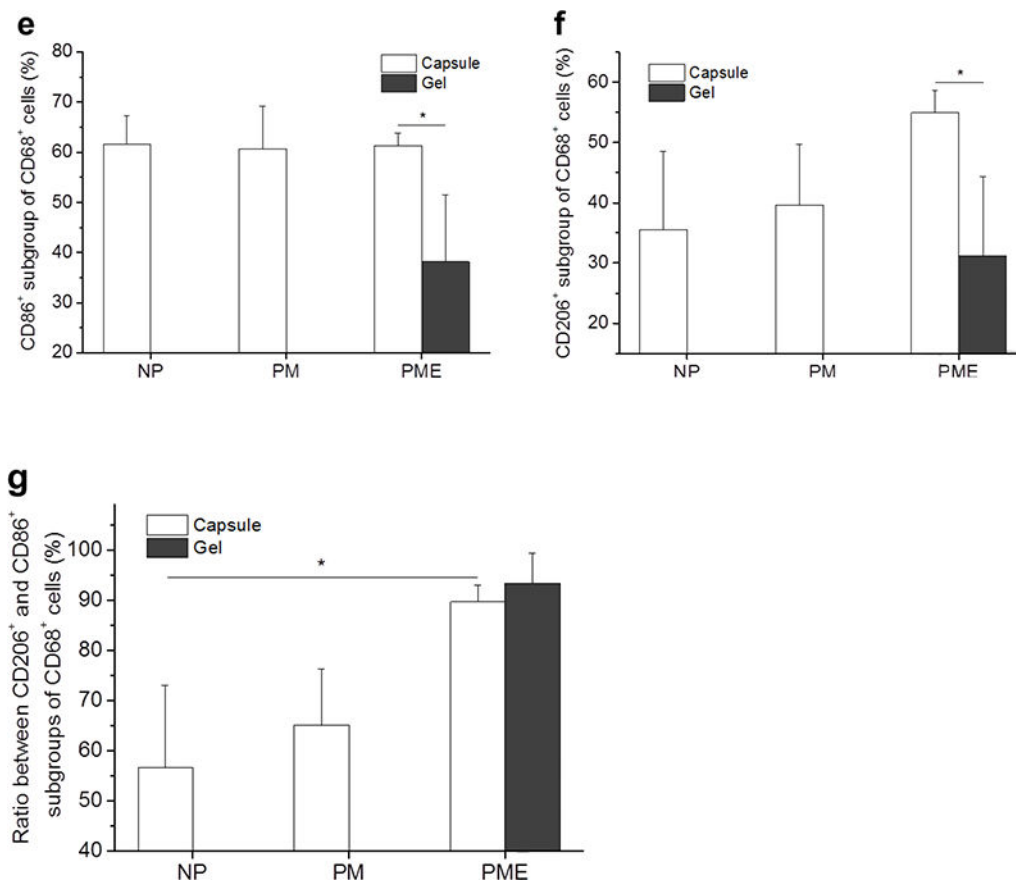 e
CD86⁺ subgroup of CD68⁺ cells (%)
80
70
60
50
40
30
20
Capsule
Gel
*
NP PM PME
f
CD206⁺ subgroup of CD68⁺ cells (%)
60
50
40
30
20
Capsule
Gel
*
NP PM PME
g
Ratio between CD206⁺ and CD86⁺
subgroups of CD68⁺ cells (%)
100
90
80
70
60
50
40
Capsule
Gel
*
NP PM PME